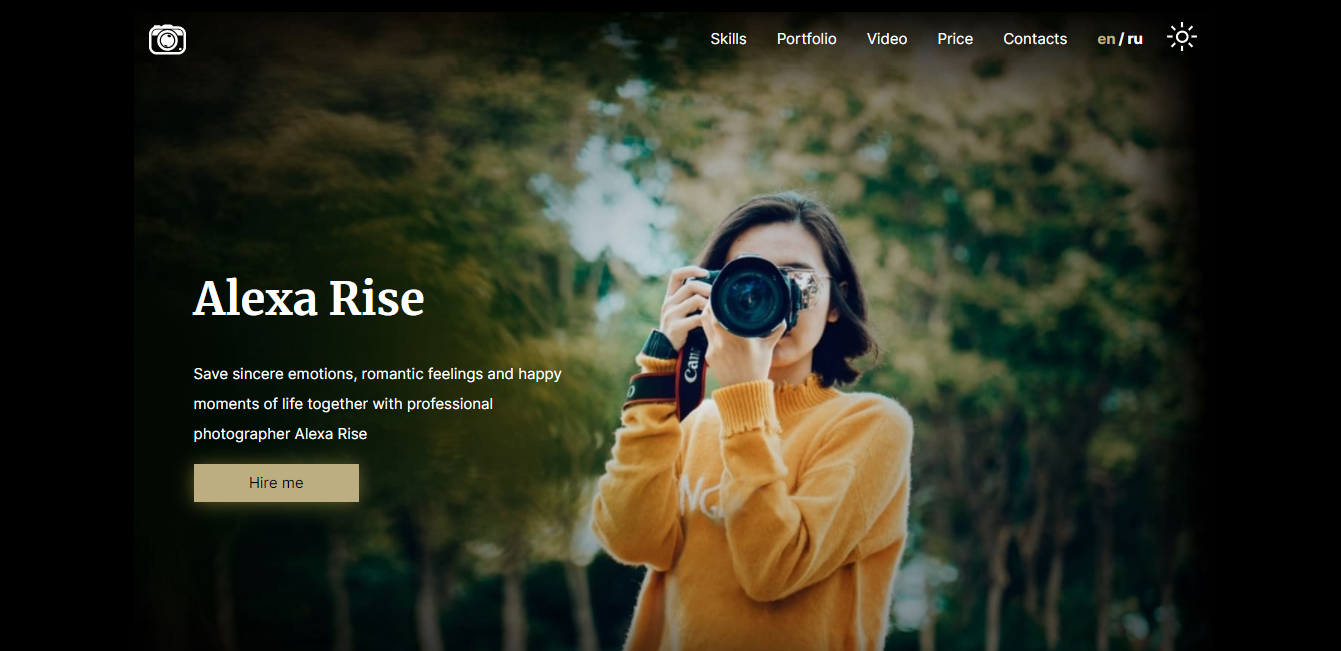 Skills Portfolio Video Price Contacts en / ru
Alexa Rise
Save sincere emotions, romantic feelings and happy
moments of life together with professional
photographer Alexa Rise
Hire me
Can